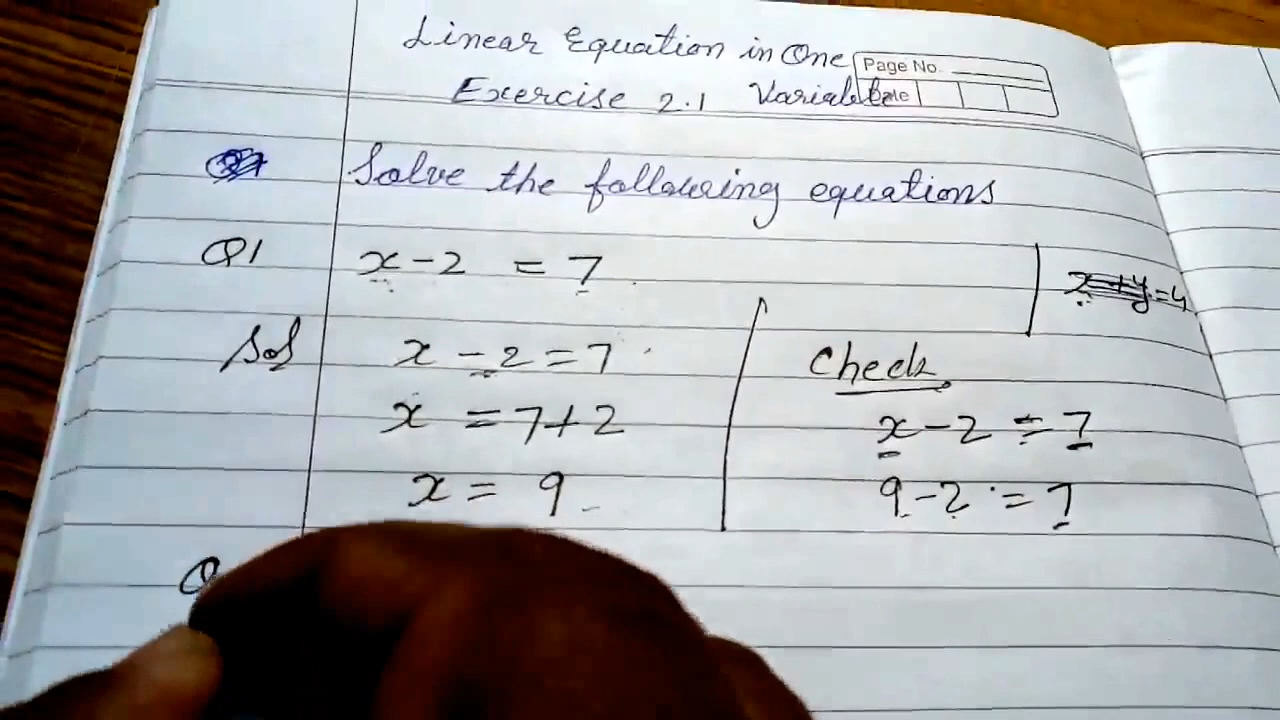 Linear Equation in One
Page No.
Exercise 2.1 Variable
Solve the following equations
Q1 x - 2 = 7
x + y = 4
Sol x - 2 = 7
Check
x = 7 + 2
x - 2 = 7
x = 9
9 - 2 = 7
Q